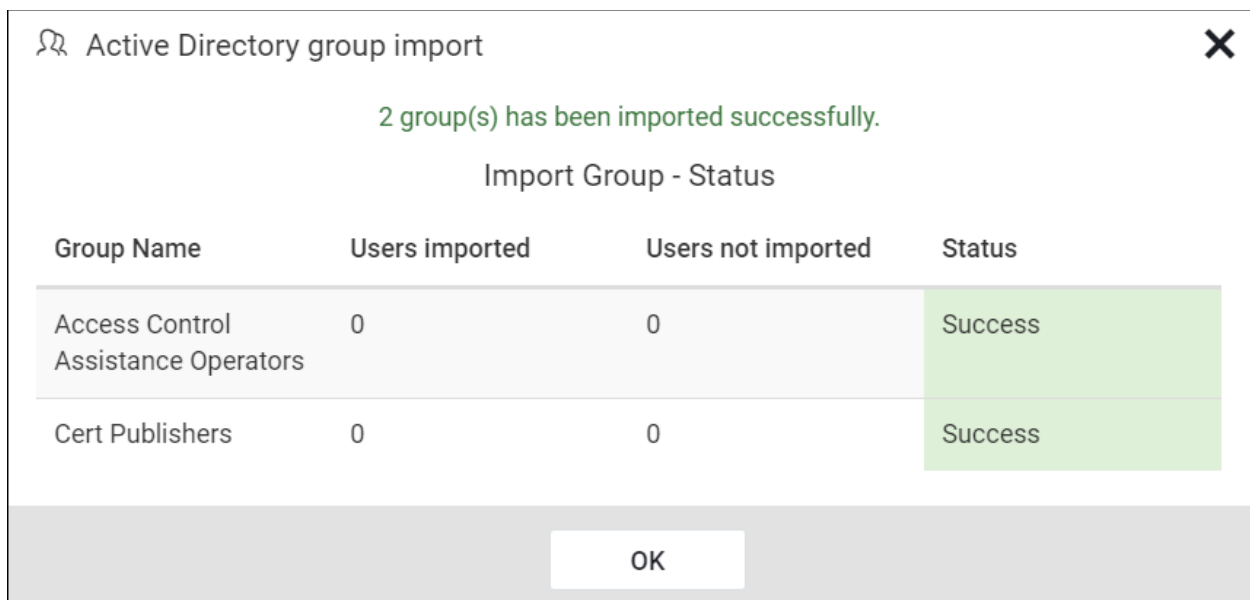 Active Directory group import
2 group(s) has been imported successfully.
Import Group - Status
Group Name Users imported Users not imported Status
Access Control 0 0 Success
Assistance Operators
Cert Publishers 0 0 Success
OK